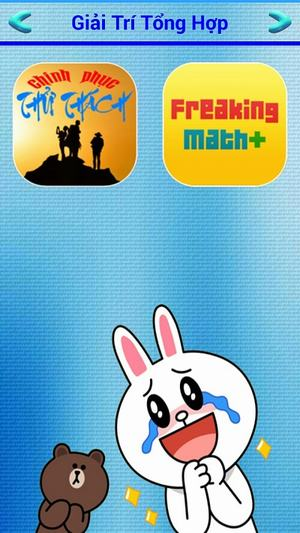 Giải Trí Tổng Hợp
Chinh phục
THỬ THÁCH
Freaking
Math+